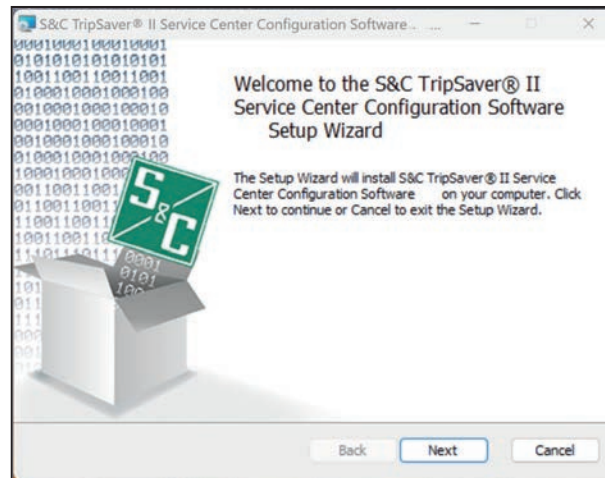 S&C TripSaver® II Service Center Configuration Software . ...
Welcome to the S&C TripSaver® II
Service Center Configuration Software
Setup Wizard
The Setup Wizard will install S&C TripSaver® II Service
Center Configuration Software on your computer. Click
Next to continue or Cancel to exit the Setup Wizard.
S&C
0001
0101
Back Next Cancel